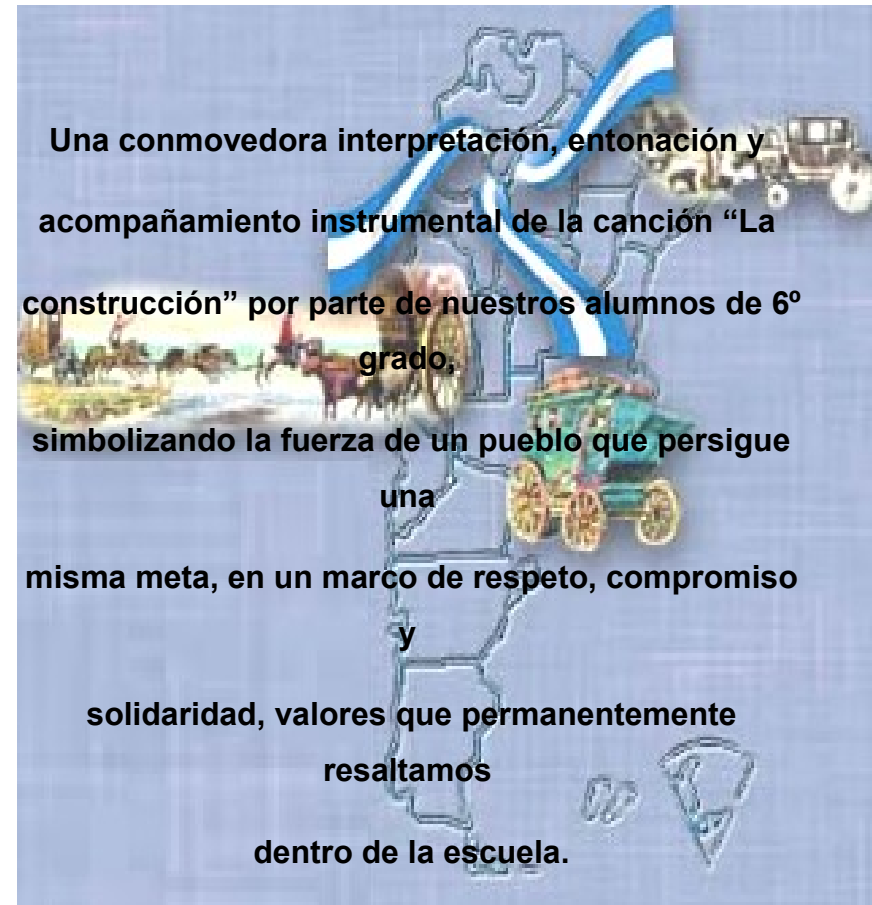 Una conmovedora interpretación, entonación y
acompañamiento instrumental de la canción “La
construcción” por parte de nuestros alumnos de 6º
grado,
simbolizando la fuerza de un pueblo que persigue
una
misma meta, en un marco de respeto, compromiso
y
solidaridad, valores que permanentemente
resaltamos
dentro de la escuela.